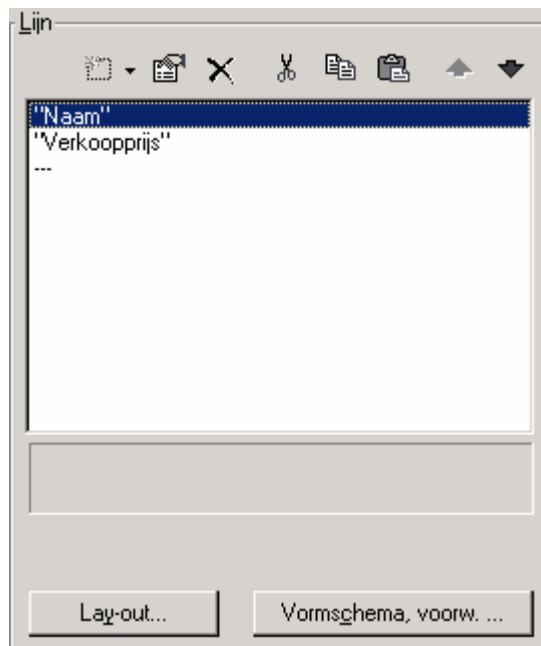 Lijn
"Naam"
"Verkoopprijs"
---
Lay-out...
Vormschema, voorw. ...